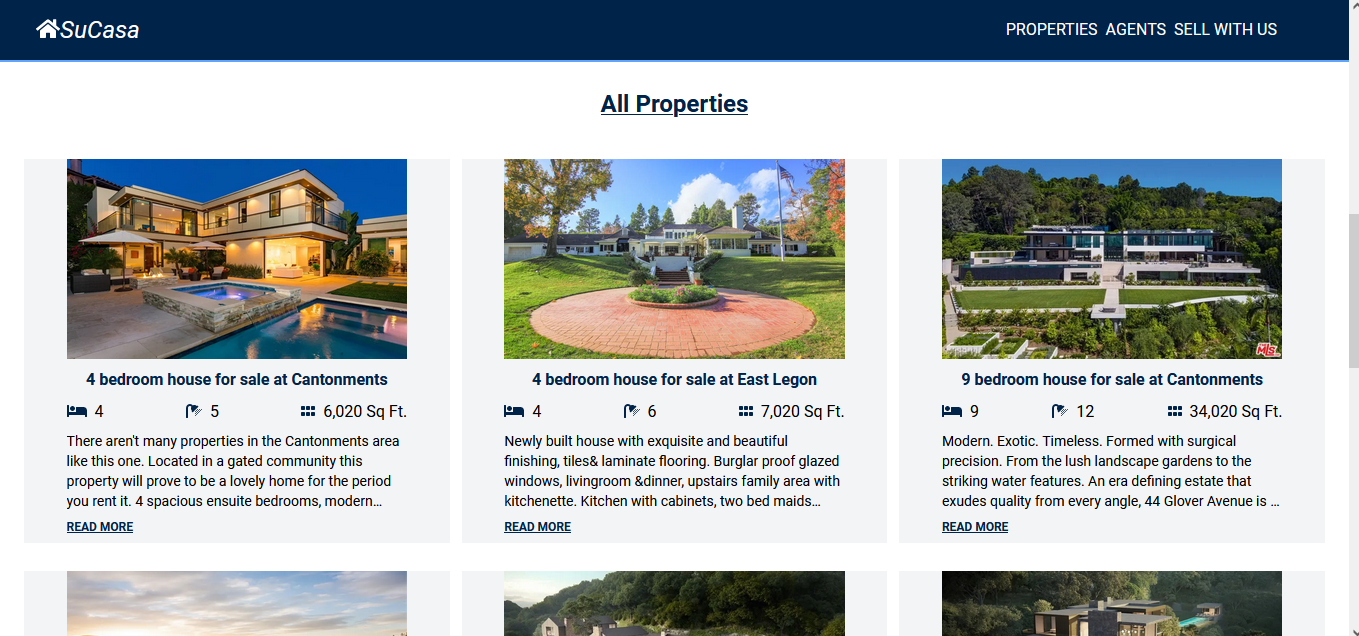 SuCasa
PROPERTIES AGENTS SELL WITH US
All Properties
4 bedroom house for sale at Cantonments
4 5 6,020 Sq Ft.
There aren't many properties in the Cantonments area
like this one. Located in a gated community this
property will prove to be a lovely home for the period
you rent it. 4 spacious ensuite bedrooms, modern...
READ MORE
4 bedroom house for sale at East Legon
4 6 7,020 Sq Ft.
Newly built house with exquisite and beautiful
finishing, tiles& laminate flooring. Burglar proof glazed
windows, livingroom &dinner, upstairs family area with
kitchenette. Kitchen with cabinets, two bed maids...
READ MORE
MLS
9 bedroom house for sale at Cantonments
9 12 34,020 Sq Ft.
Modern. Exotic. Timeless. Formed with surgical
precision. From the lush landscape gardens to the
striking water features. An era defining estate that
exudes quality from every angle, 44 Glover Avenue is ...
READ MORE